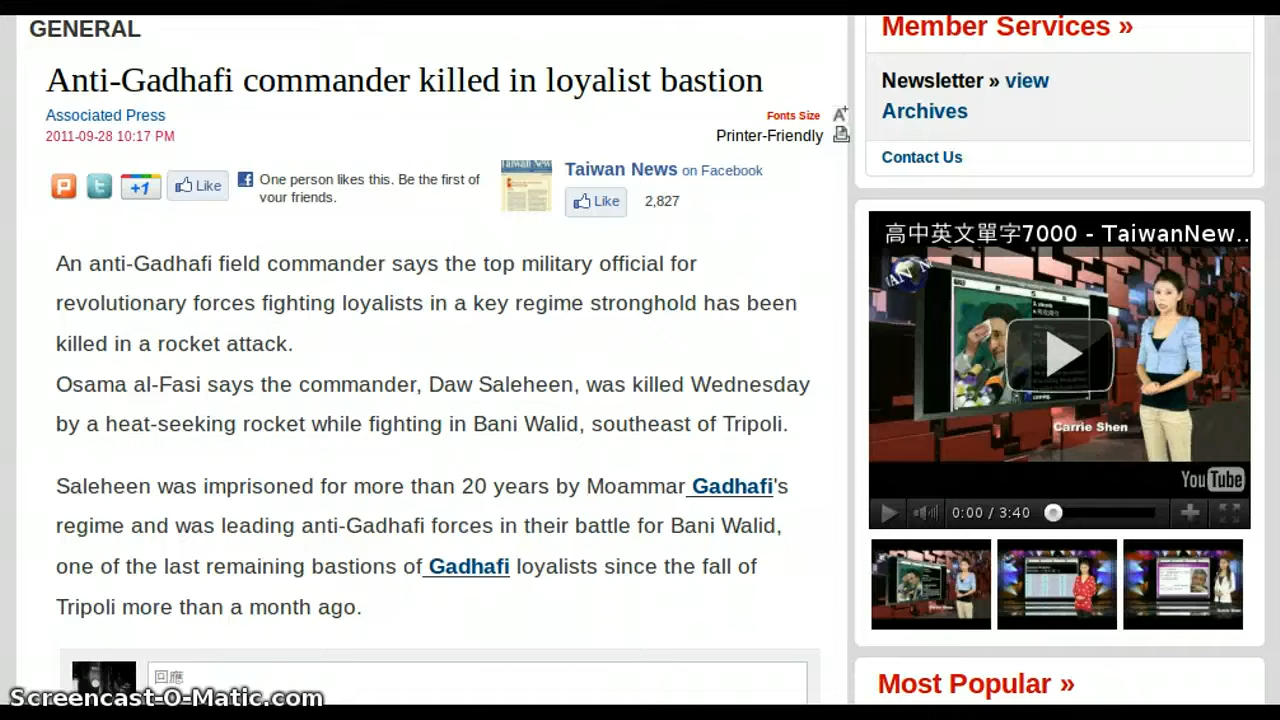 GENERAL
Anti-Gadhafi commander killed in loyalist bastion
Associated Press
2011-09-28 10:17 PM
Fonts Size A+
Printer-Friendly
+1
Like
One person likes this. Be the first of
your friends.
Taiwan News on Facebook
Like
2,827
An anti-Gadhafi field commander says the top military official for
revolutionary forces fighting loyalists in a key regime stronghold has been
killed in a rocket attack.
Osama al-Fasi says the commander, Daw Saleheen, was killed Wednesday
by a heat-seeking rocket while fighting in Bani Walid, southeast of Tripoli.
Saleheen was imprisoned for more than 20 years by Moammar Gadhafi's
regime and was leading anti-Gadhafi forces in their battle for Bani Walid,
one of the last remaining bastions of Gadhafi loyalists since the fall of
Tripoli more than a month ago.
回應
Screencast-O-Matic.com
Member Services »
Newsletter » view
Archives
Contact Us
高中英文單字7000 - TaiwanNew...
Carrie Shen
YouTube
0:00 / 3:40
Most Popular »